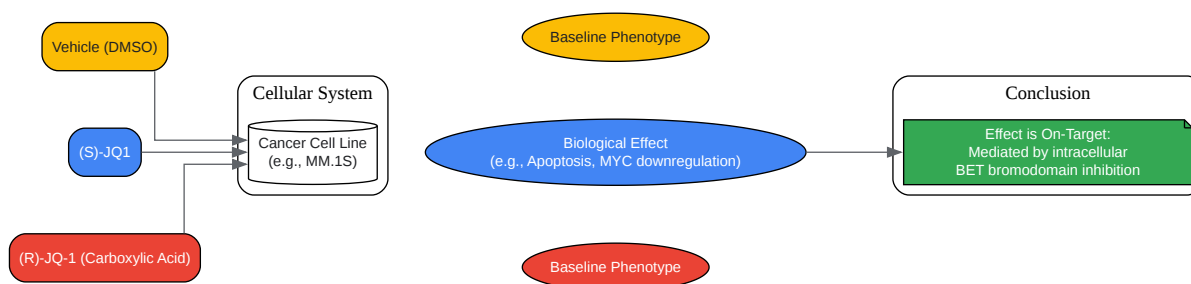 Vehicle (DMSO)
(S)-JQ1
(R)-JQ-1 (Carboxylic Acid)
Cellular System
Cancer Cell Line
(e.g., MM.1S)
Baseline Phenotype
Biological Effect
(e.g., Apoptosis, MYC downregulation)
Baseline Phenotype
Conclusion
Effect is On-Target:
Mediated by intracellular
BET bromodomain inhibition